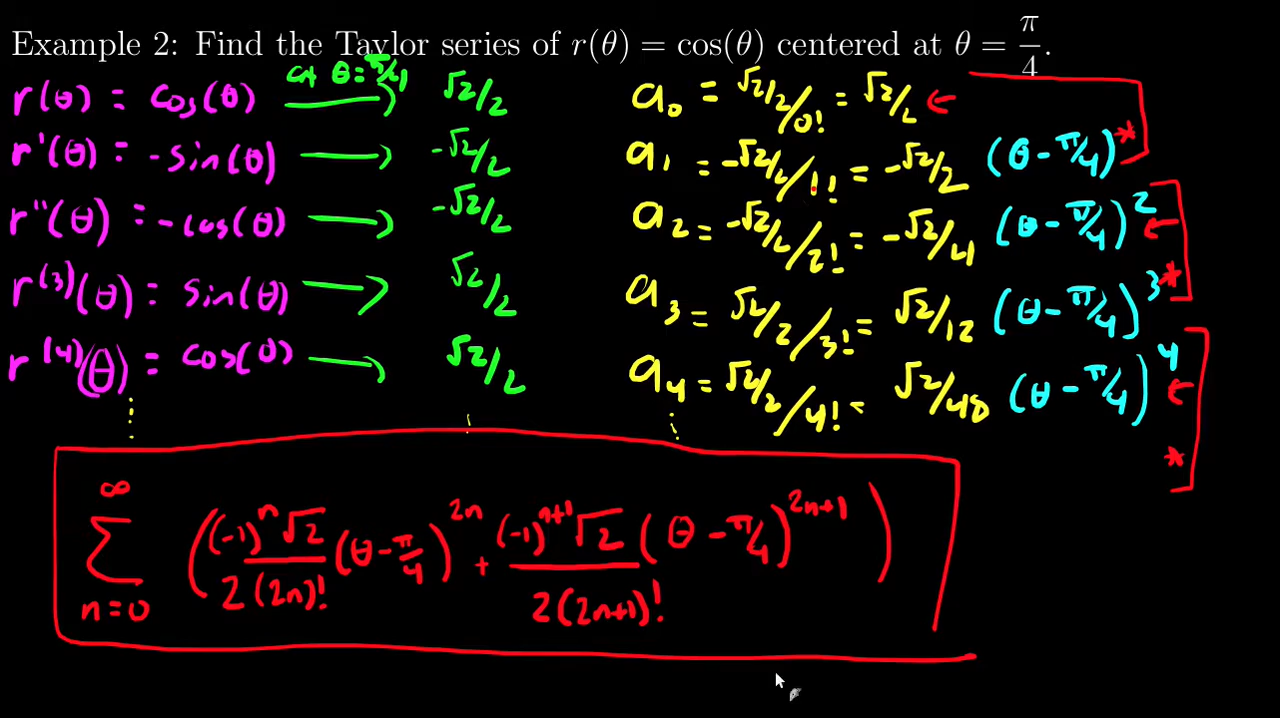 Example 2: Find the Taylor series of r(θ) = cos(θ) centered at θ = π/4.
at θ = π/4
r(θ) = cos(θ) → √2/2 a₀ = √2/2/0! = √2/2 ←
r'(θ) = -sin(θ) → -√2/2 a₁ = -√2/2/1! = -√2/2 (θ - π/4)*
r''(θ) = -cos(θ) → -√2/2 a₂ = -√2/2/2! = -√2/4 (θ - π/4)² ←
r⁽³⁾(θ) = sin(θ) → √2/2 a₃ = √2/2/3! = √2/12 (θ - π/4)³ *
r⁽⁴⁾(θ) = cos(θ) → √2/2 a₄ = √2/2/4! = √2/48 (θ - π/4)⁴ ←
*
∞
∑ ((-1)ⁿ√2/2(2n)! (θ - π/4)²ⁿ + (-1)ⁿ⁺¹√2/2(2n+1)! (θ - π/4)²ⁿ⁺¹)
n=0